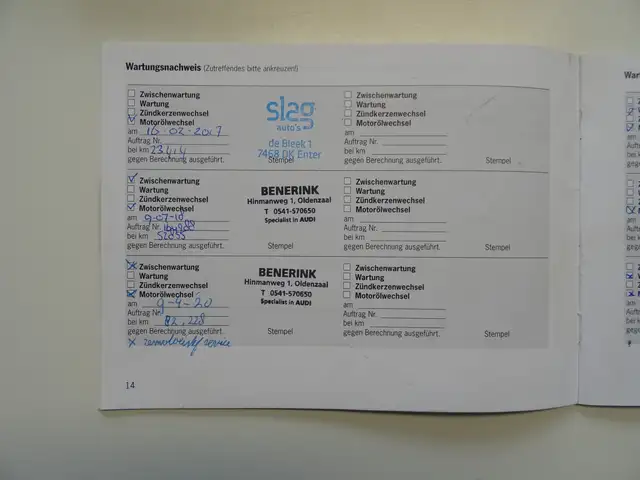 Wartungsnachweis (Zutreffendes bitte ankreuzen!)
Zwischenwartung
Wartung
Zündkerzenwechsel
Motorölwechsel
am 16-02-2017
Auftrag Nr.
bei km 23414
gegen Berechnung ausgeführt.
slag
auto's
de Bleek 1
7468 DK Enter
Stempel
Zwischenwartung
Wartung
Zündkerzenwechsel
Motorölwechsel
am
Auftrag Nr.
bei km
gegen Berechnung ausgeführt.
Stempel
Zwischenwartung
Wartung
Zündkerzenwechsel
Motorölwechsel
am 9-07-18
Auftrag Nr.
bei km
gegen Berechnung ausgeführt.
BENERINK
Hinmanweg 1, Oldenzaal
T 0541-570650
Specialist in AUDI
Stempel
Zwischenwartung
Wartung
Zündkerzenwechsel
Motorölwechsel
am
Auftrag Nr.
bei km
gegen Berechnung ausgeführt.
Stempel
Zwischenwartung
Wartung
Zündkerzenwechsel
Motorölwechsel
am 9-4-20
Auftrag Nr.
bei km 82.228
gegen Berechnung ausgeführt.
x remvloeistof service
BENERINK
Hinmanweg 1, Oldenzaal
T 0541-570650
Specialist in AUDI
Stempel
Zwischenwartung
Wartung
Zündkerzenwechsel
Motorölwechsel
am
Auftrag Nr.
bei km
gegen Berechnung ausgeführt.
Stempel
14
War